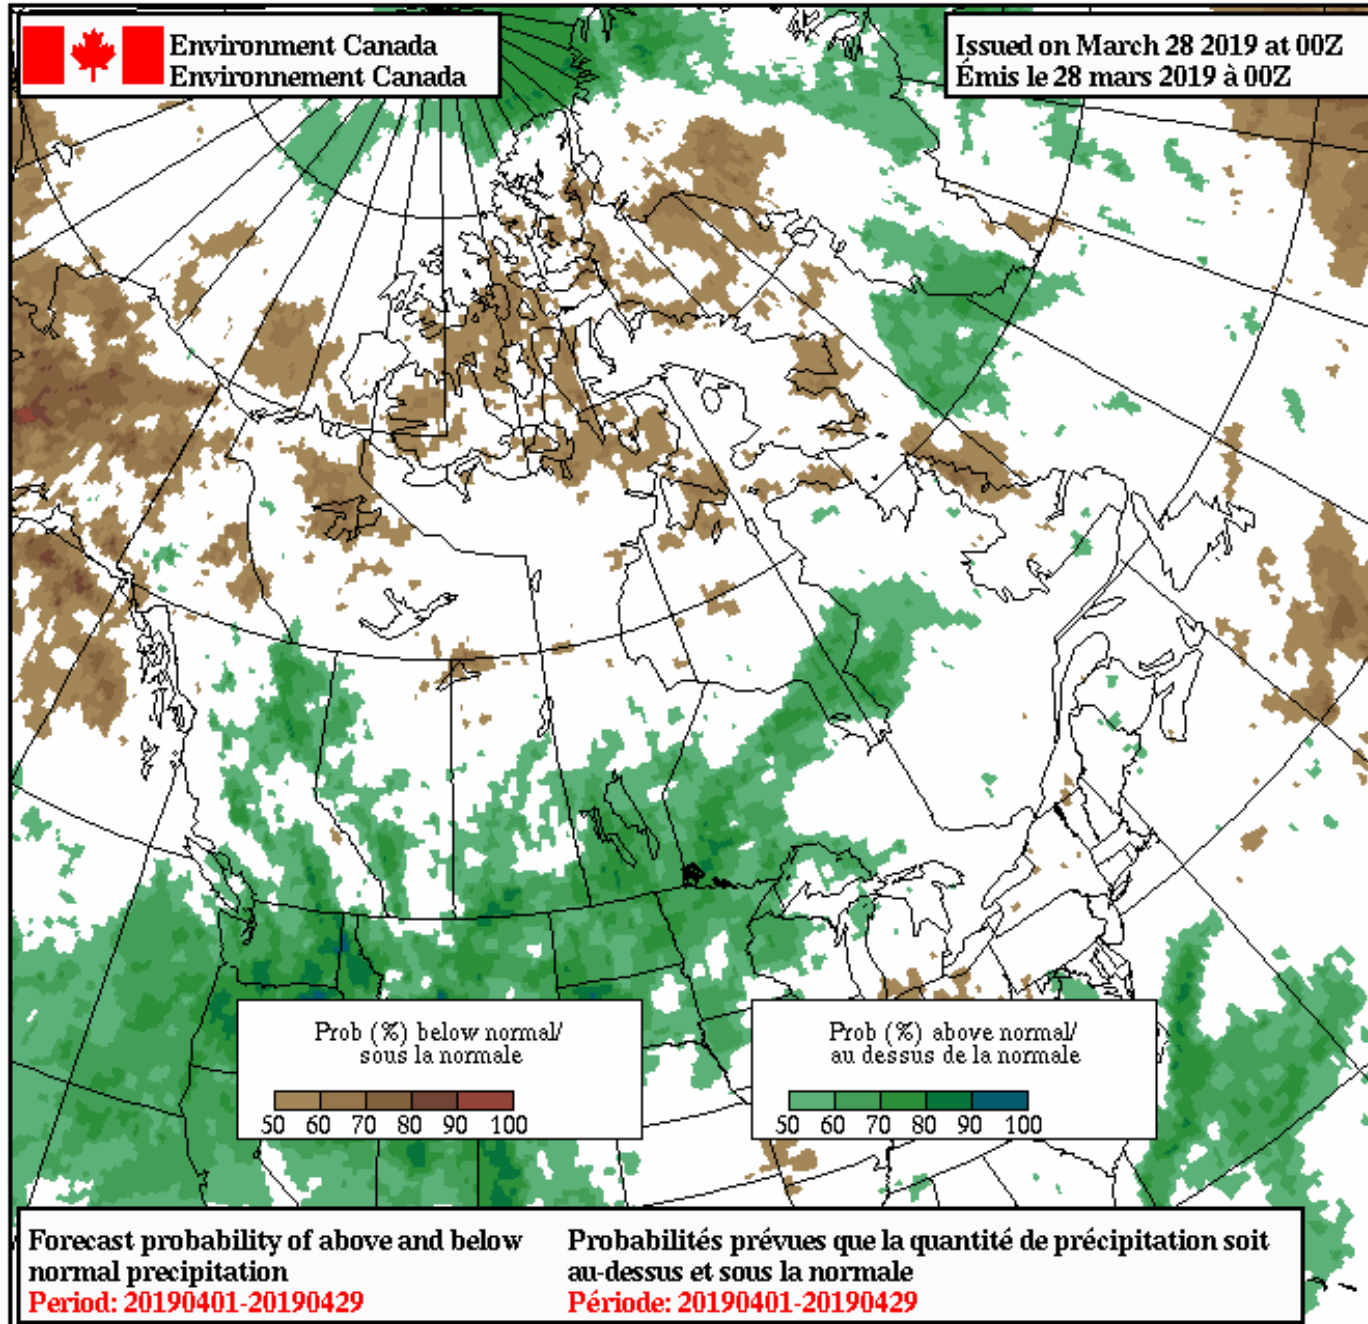 Environment Canada
Environnement Canada
Issued on March 28 2019 at 00Z
Émis le 28 mars 2019 à 00Z
Prob (%) below normal/
sous la normale
50 60 70 80 90 100
Prob (%) above normal/
au dessus de la normale
50 60 70 80 90 100
Forecast probability of above and below
normal precipitation
Period: 20190401-20190429
Probabilités prévues que la quantité de précipitation soit
au-dessus et sous la normale
Période: 20190401-20190429